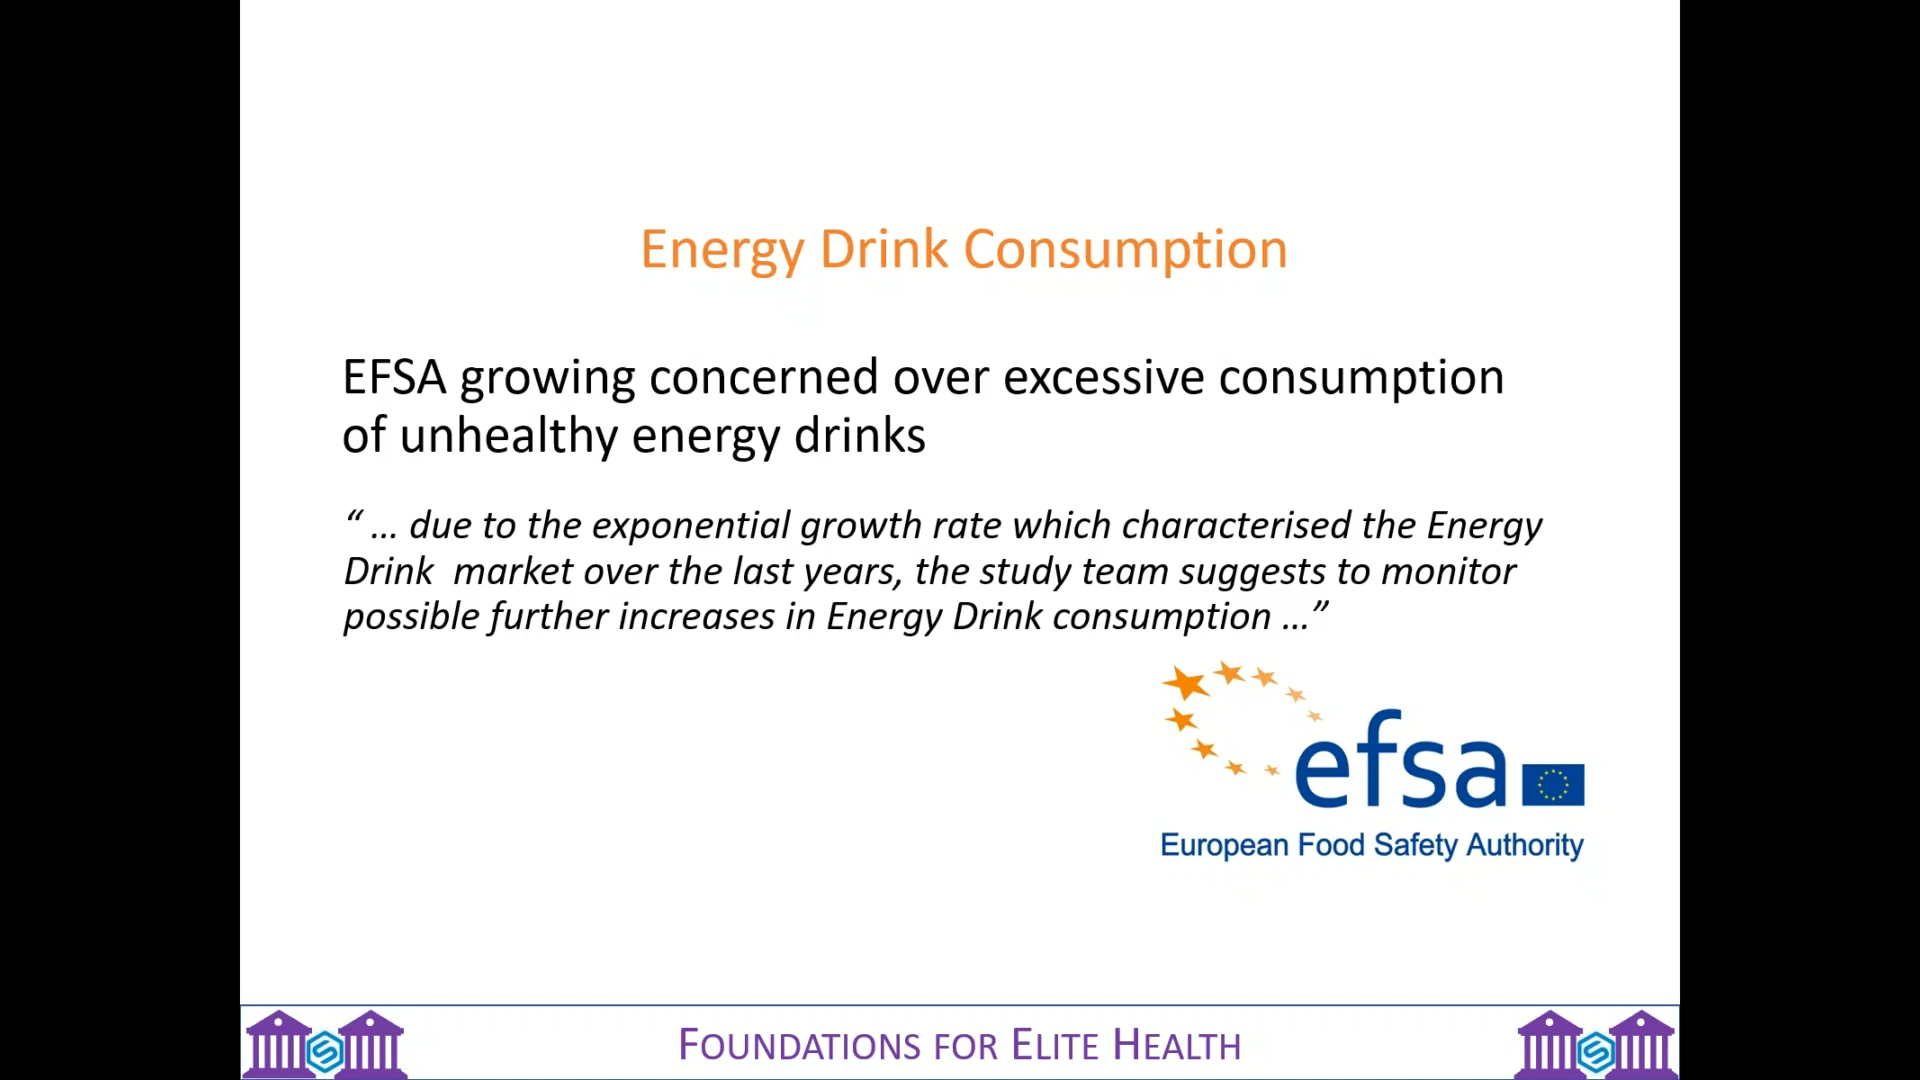 Energy Drink Consumption
EFSA growing concerned over excessive consumption
of unhealthy energy drinks
“ … due to the exponential growth rate which characterised the Energy
Drink  market over the last years, the study team suggests to monitor
possible further increases in Energy Drink consumption …”
efsa
European Food Safety Authority
FOUNDATIONS FOR ELITE HEALTH